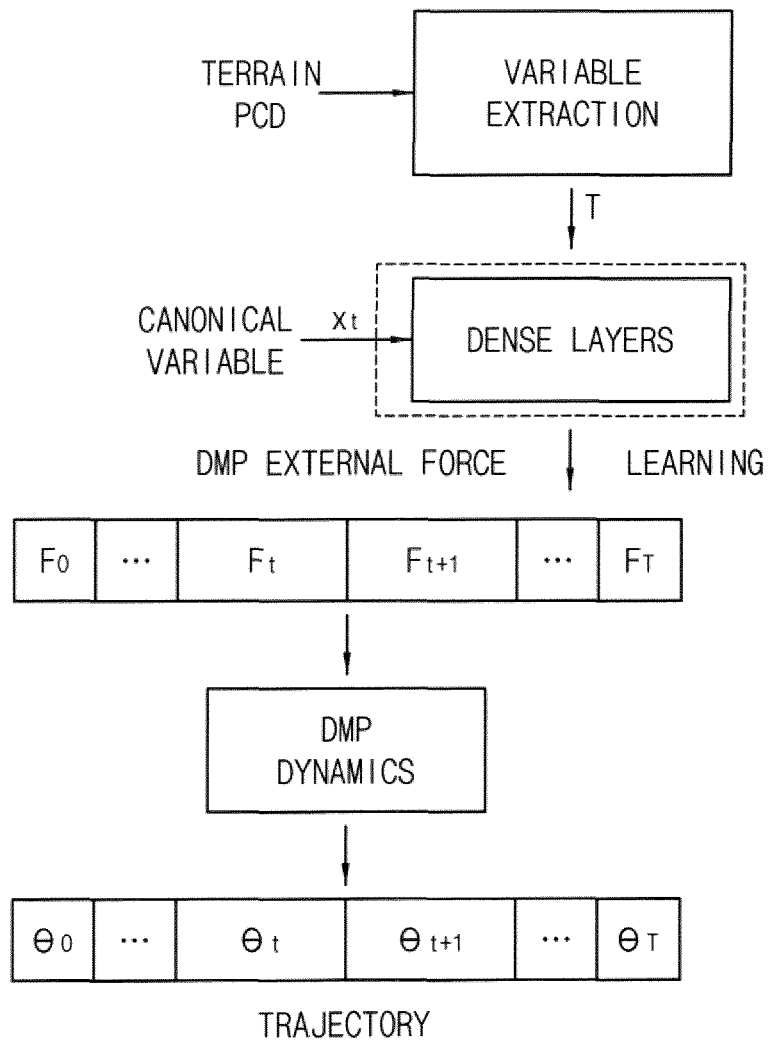 TERRAIN
PCD
VARIABLE
EXTRACTION
T
CANONICAL
VARIABLE
Xt
DENSE LAYERS
DMP EXTERNAL FORCE LEARNING
F0 ... Ft Ft+1 ... FT
DMP
DYNAMICS
Θ0 ... Θt Θt+1 ... ΘT
TRAJECTORY